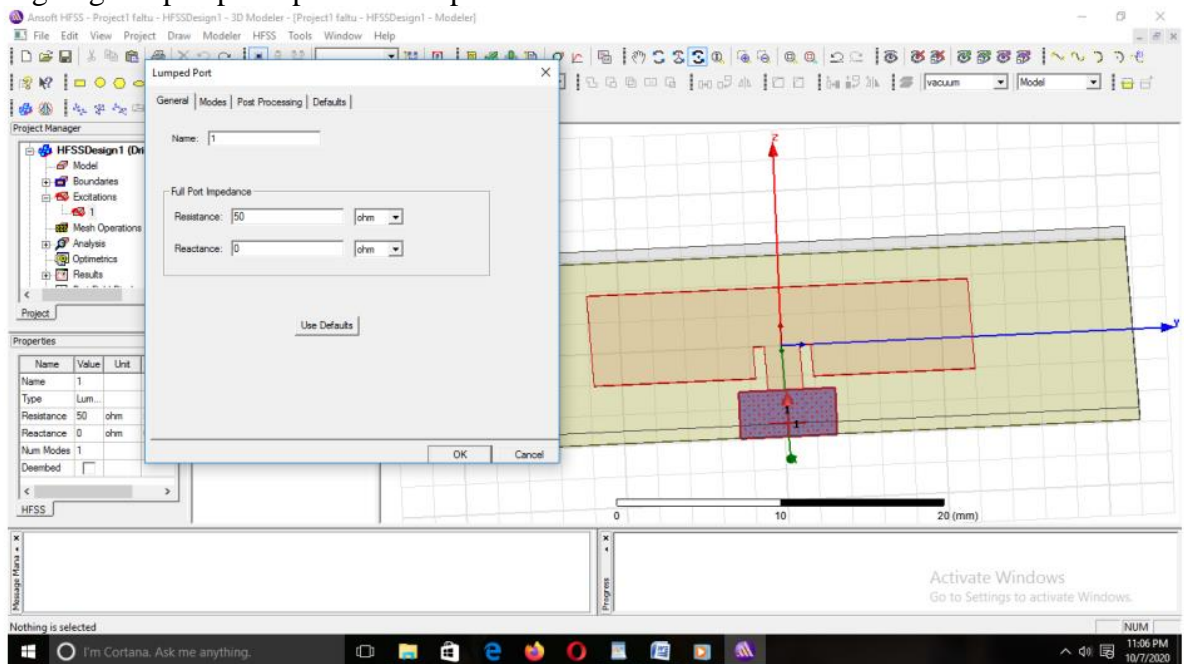 Ansoft HFSS - Project1 faltu - HFSSDesign1 - 3D Modeler - [Project1 faltu - HFSSDesign1 - Modeler]
File Edit View Project Draw Modeler HFSS Tools Window Help
vacuum Model
Project Manager
HFSSDesign1 (Dri
Model
Boundaries
Excitations
1
Mesh Operations
Analysis
Optimetrics
Results
Project
Properties
Name Value Unit
Name 1
Type Lum...
Resistance 50 ohm
Reactance 0 ohm
Num Modes 1
Deembed
HFSS
Lumped Port
General Modes Post Processing Defaults
Name: 1
Full Port Impedance
Resistance: 50 ohm
Reactance: 0 ohm
Use Defaults
OK Cancel
z
y
1
1
0 10 20 (mm)
Message Mana
Progress
Activate Windows
Go to Settings to activate Windows.
Nothing is selected
NUM
I'm Cortana. Ask me anything.
11:06 PM
10/7/2020